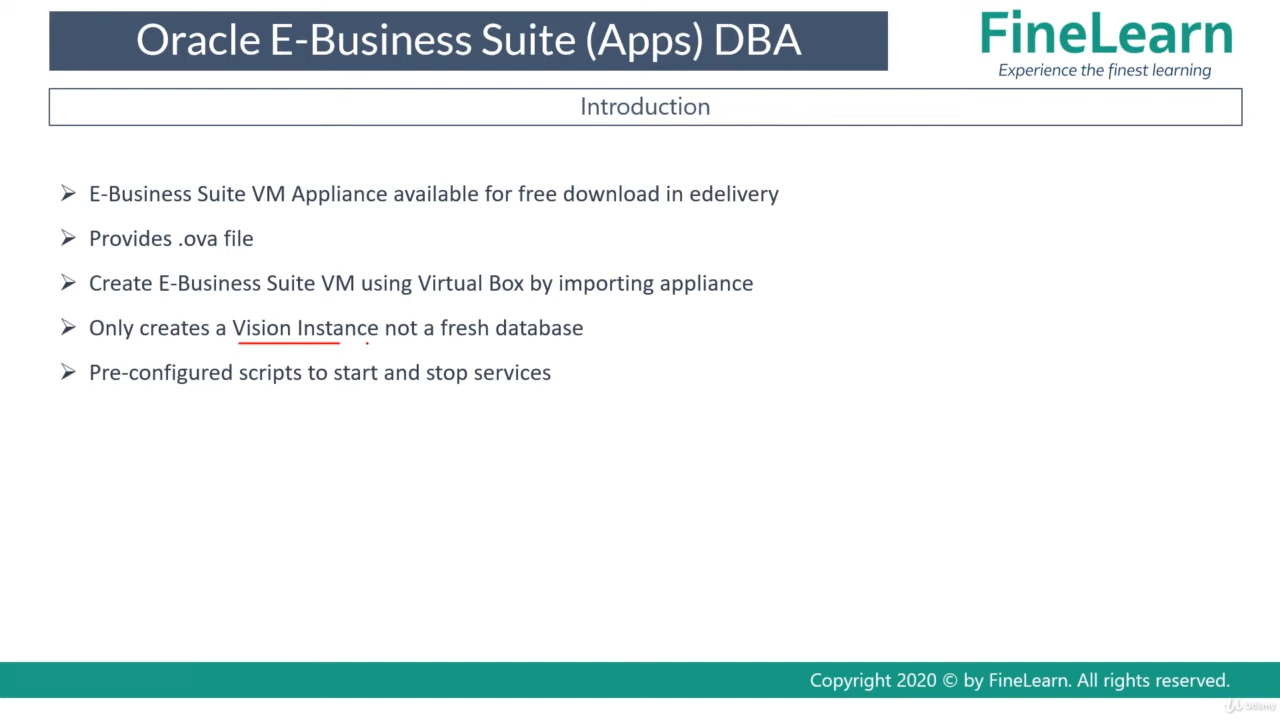 Oracle E-Business Suite (Apps) DBA
FineLearn
Experience the finest learning
Introduction
E-Business Suite VM Appliance available for free download in edelivery
Provides .ova file
Create E-Business Suite VM using Virtual Box by importing appliance
Only creates a Vision Instance not a fresh database
Pre-configured scripts to start and stop services
Copyright 2020 © by FineLearn. All rights reserved.
Udemy